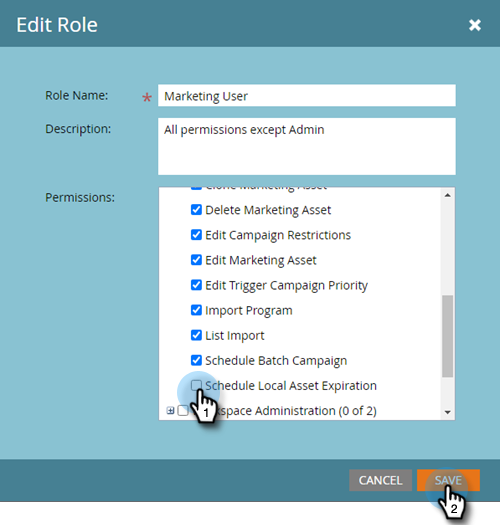 Edit Role
Role Name: * Marketing User
Description: All permissions except Admin
Permissions:
Clone Marketing Asset
Delete Marketing Asset
Edit Campaign Restrictions
Edit Marketing Asset
Edit Trigger Campaign Priority
Import Program
List Import
Schedule Batch Campaign
Schedule Local Asset Expiration
1
kspace Administration (0 of 2)
CANCEL SAVE
2